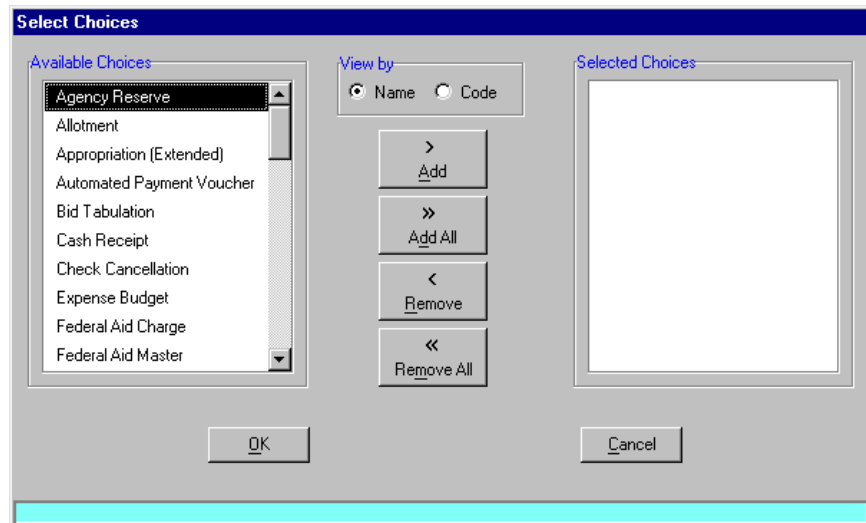 Select Choices
Available Choices
Agency Reserve
Allotment
Appropriation (Extended)
Automated Payment Voucher
Bid Tabulation
Cash Receipt
Check Cancellation
Expense Budget
Federal Aid Charge
Federal Aid Master
View by
Name Code
>
Add
»
Add All
<
Remove
«
Remove All
Selected Choices
OK
Cancel